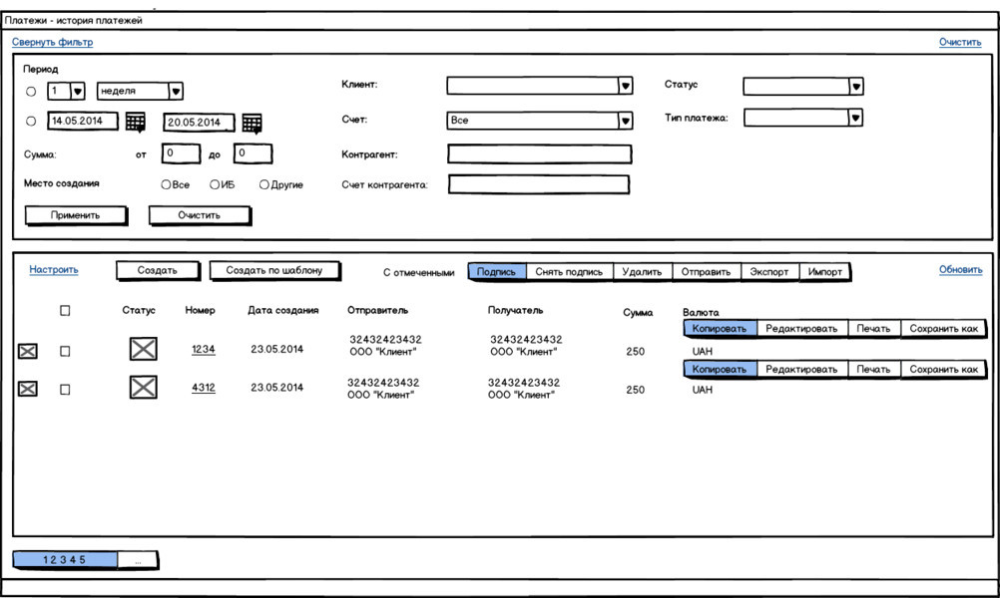 Платежи - история платежей
Свернуть фильтр Очистить
Период
1 неделя Клиент: Статус
14.05.2014 20.05.2014 Счет: Все Тип платежа:
Сумма: от 0 до 0 Контрагент:
Место создания Все ИБ Другие Счет контрагента:
Применить Очистить
Настроить Создать Создать по шаблону С отмеченными Подпись Снять подпись Удалить Отправить Экспорт Импорт Обновить
Статус Номер Дата создания Отправитель Получатель Сумма Валюта
Копировать Редактировать Печать Сохранить как
32432423432 32432423432
1234 23.05.2014 ООО "Клиент" ООО "Клиент" 250 UAH
Копировать Редактировать Печать Сохранить как
32432423432 32432423432
4312 23.05.2014 ООО "Клиент" ООО "Клиент" 250 UAH
1 2 3 4 5 ...